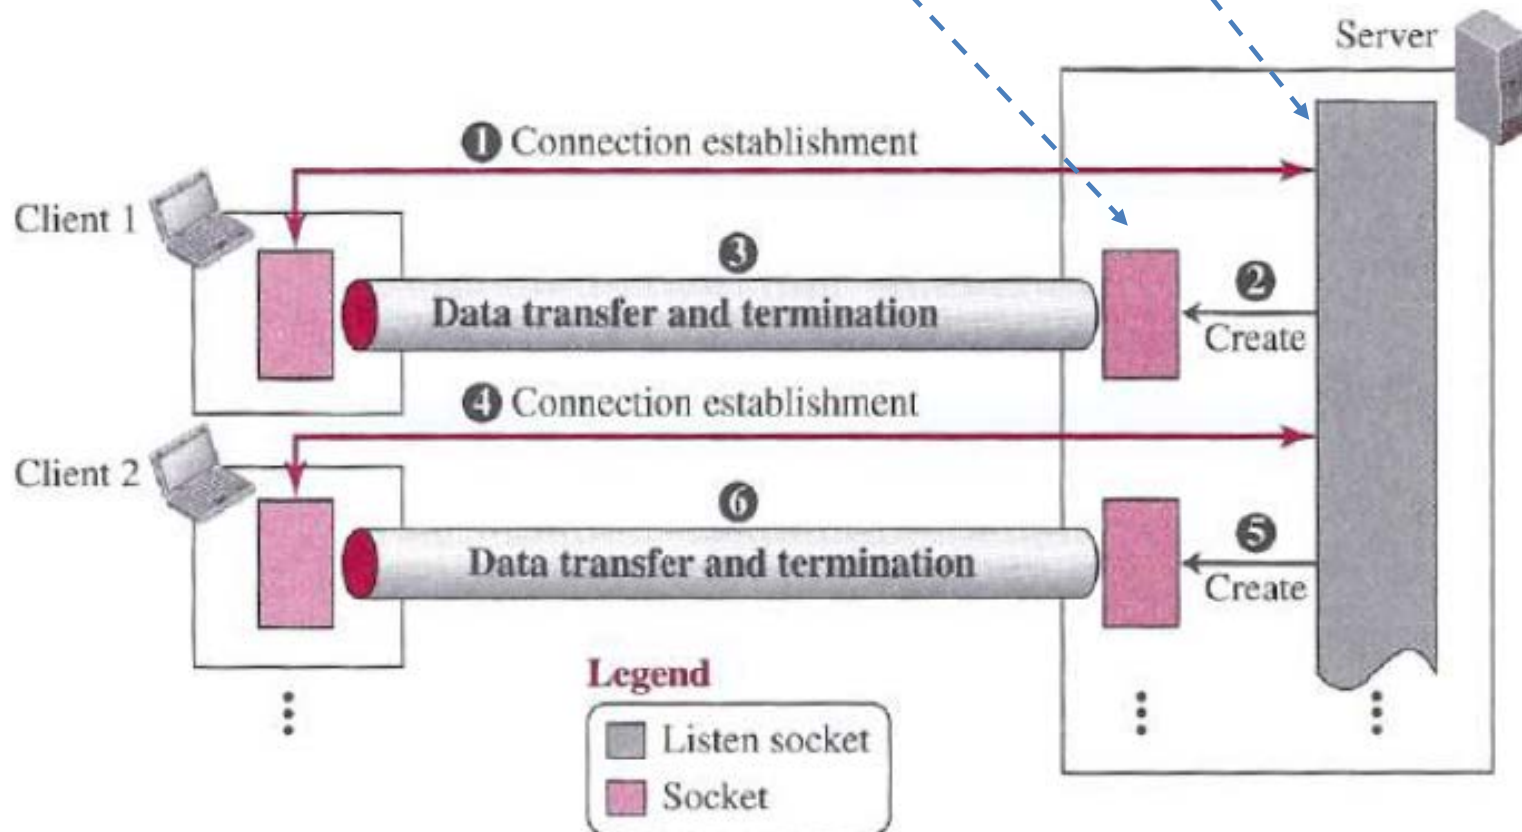 Server
❶ Connection establishment
Client 1
❸
Data transfer and termination
❷
Create
❹ Connection establishment
Client 2
❻
Data transfer and termination
❺
Create
Legend
Listen socket
Socket